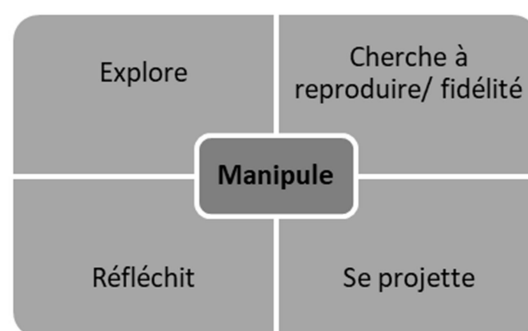 Explore
Cherche à
reproduire/ fidélité
Manipule
Réfléchit
Se projette